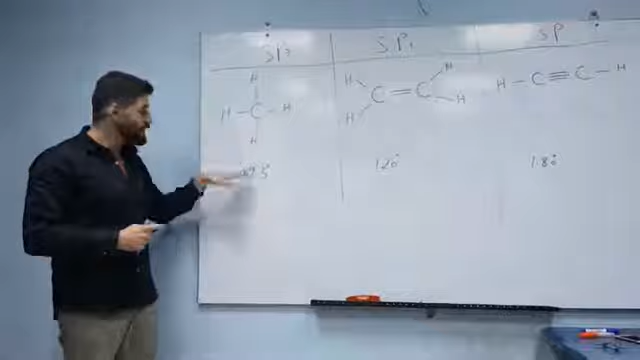 SP3 SP2 SP
H
H - C - H
H
H H
C = C
H H
H - C ≡ C - H
109.5° 120° 180°